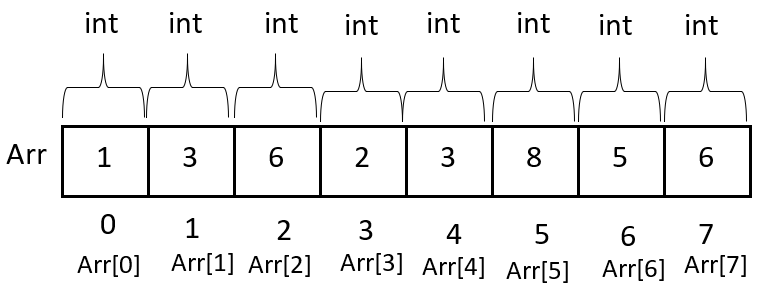 int int int int int int int int
Arr 1 3 6 2 3 8 5 6
0 1 2 3 4 5 6 7
Arr[0] Arr[1] Arr[2] Arr[3] Arr[4] Arr[5] Arr[6] Arr[7]